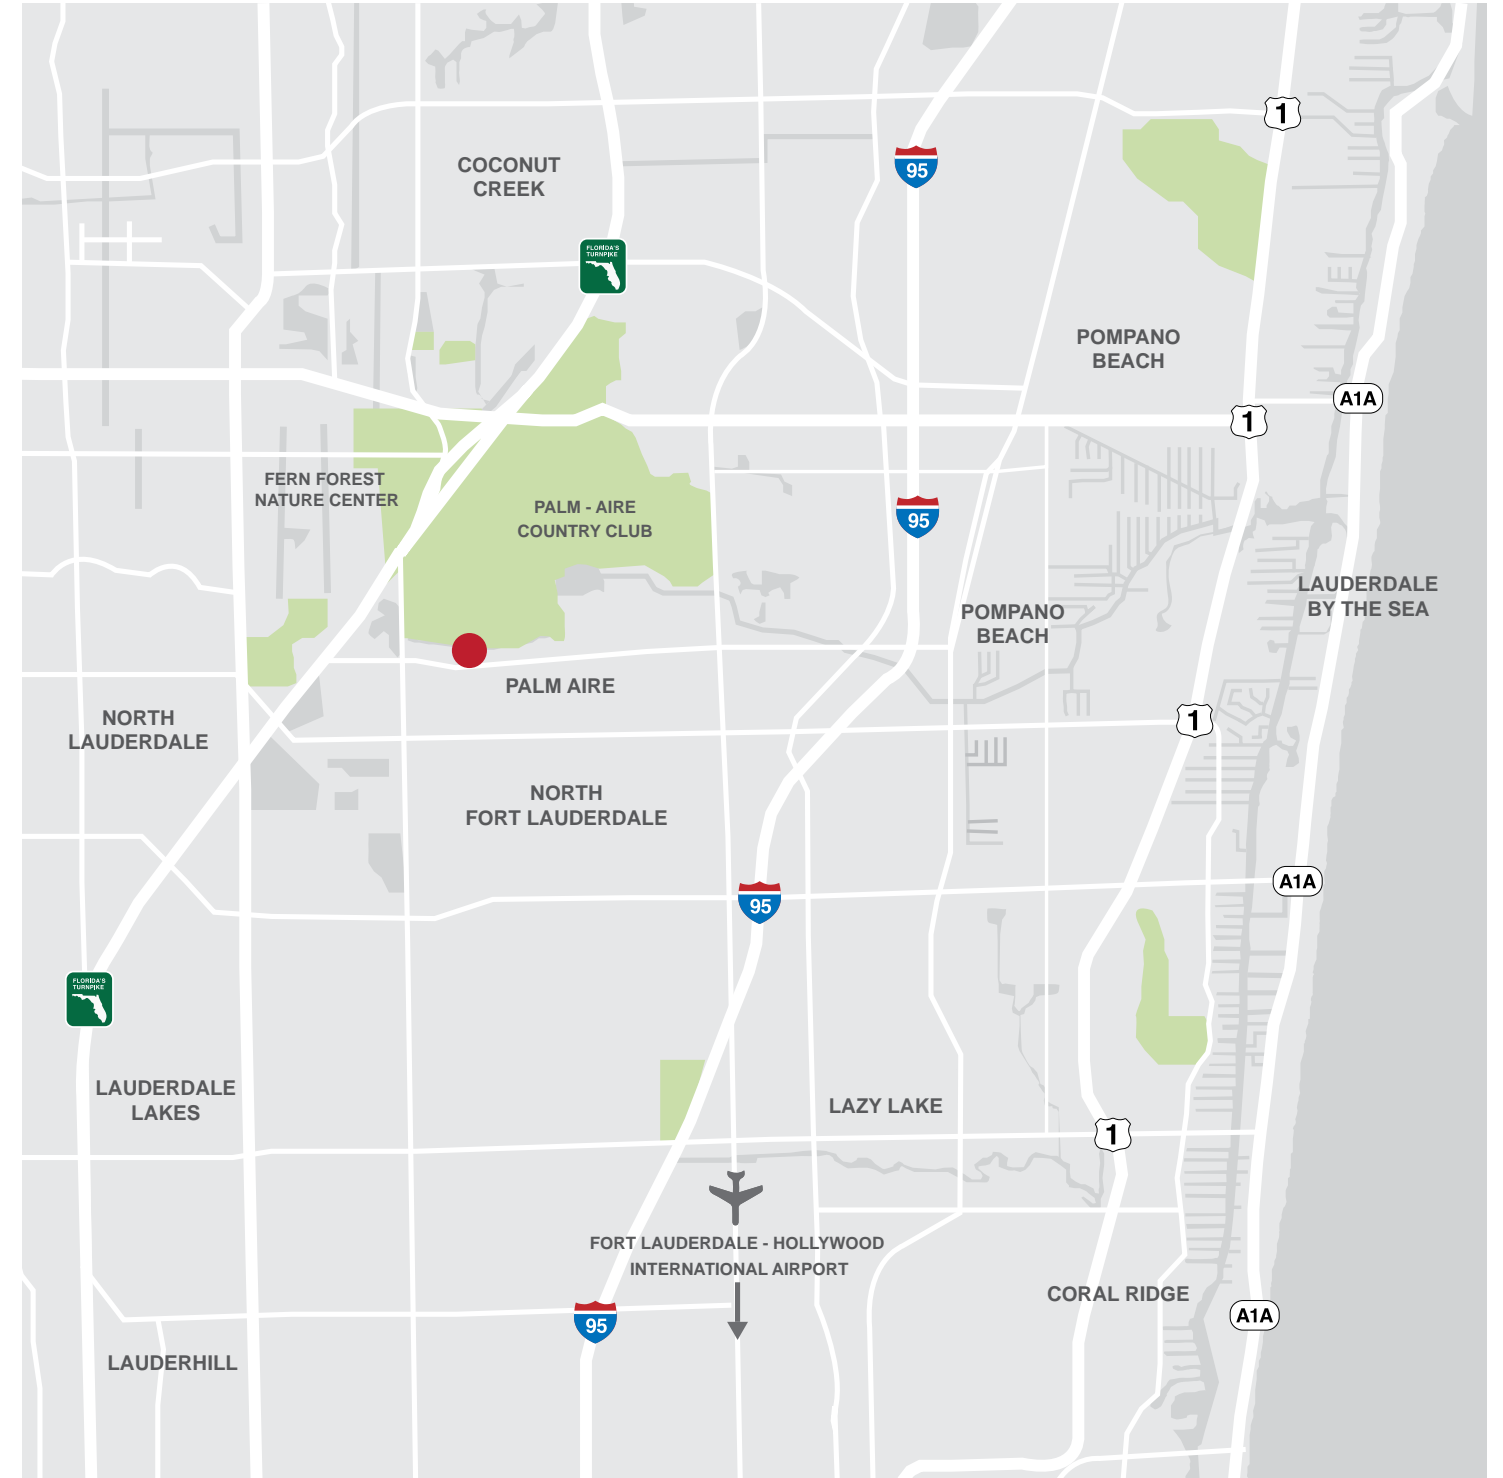 1
COCONUT
CREEK
95
FLORIDA'S
TURNPIKE
POMPANO
BEACH
A1A
1
FERN FOREST
NATURE CENTER
PALM - AIRE
COUNTRY CLUB
95
LAUDERDALE
BY THE SEA
POMPANO
BEACH
PALM AIRE
NORTH
LAUDERDALE
1
NORTH
FORT LAUDERDALE
A1A
95
FLORIDA'S
TURNPIKE
LAUDERDALE
LAKES
LAZY LAKE
1
FORT LAUDERDALE - HOLLYWOOD
INTERNATIONAL AIRPORT
CORAL RIDGE
A1A
95
LAUDERHILL